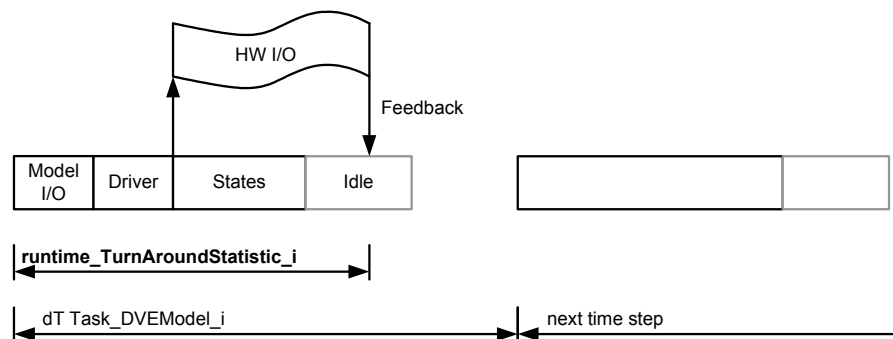 HW I/O
Feedback
Model
I/O
Driver
States
Idle
runtime_TurnAroundStatistic_i
dT Task_DVEModel_i
next time step